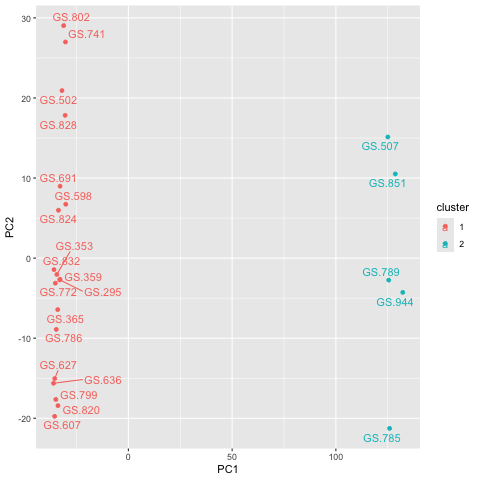 30
20
10
0
-10
-20
PC2
GS.802
GS.741
GS.502
GS.828
GS.507
GS.851
GS.691
GS.598
GS.824
GS.353
GS.832
GS.359
GS.772
GS.295
GS.789
GS.944
GS.365
GS.786
GS.627
GS.636
GS.799
GS.820
GS.607
GS.785
0
50
100
PC1
cluster
a 1
a 2